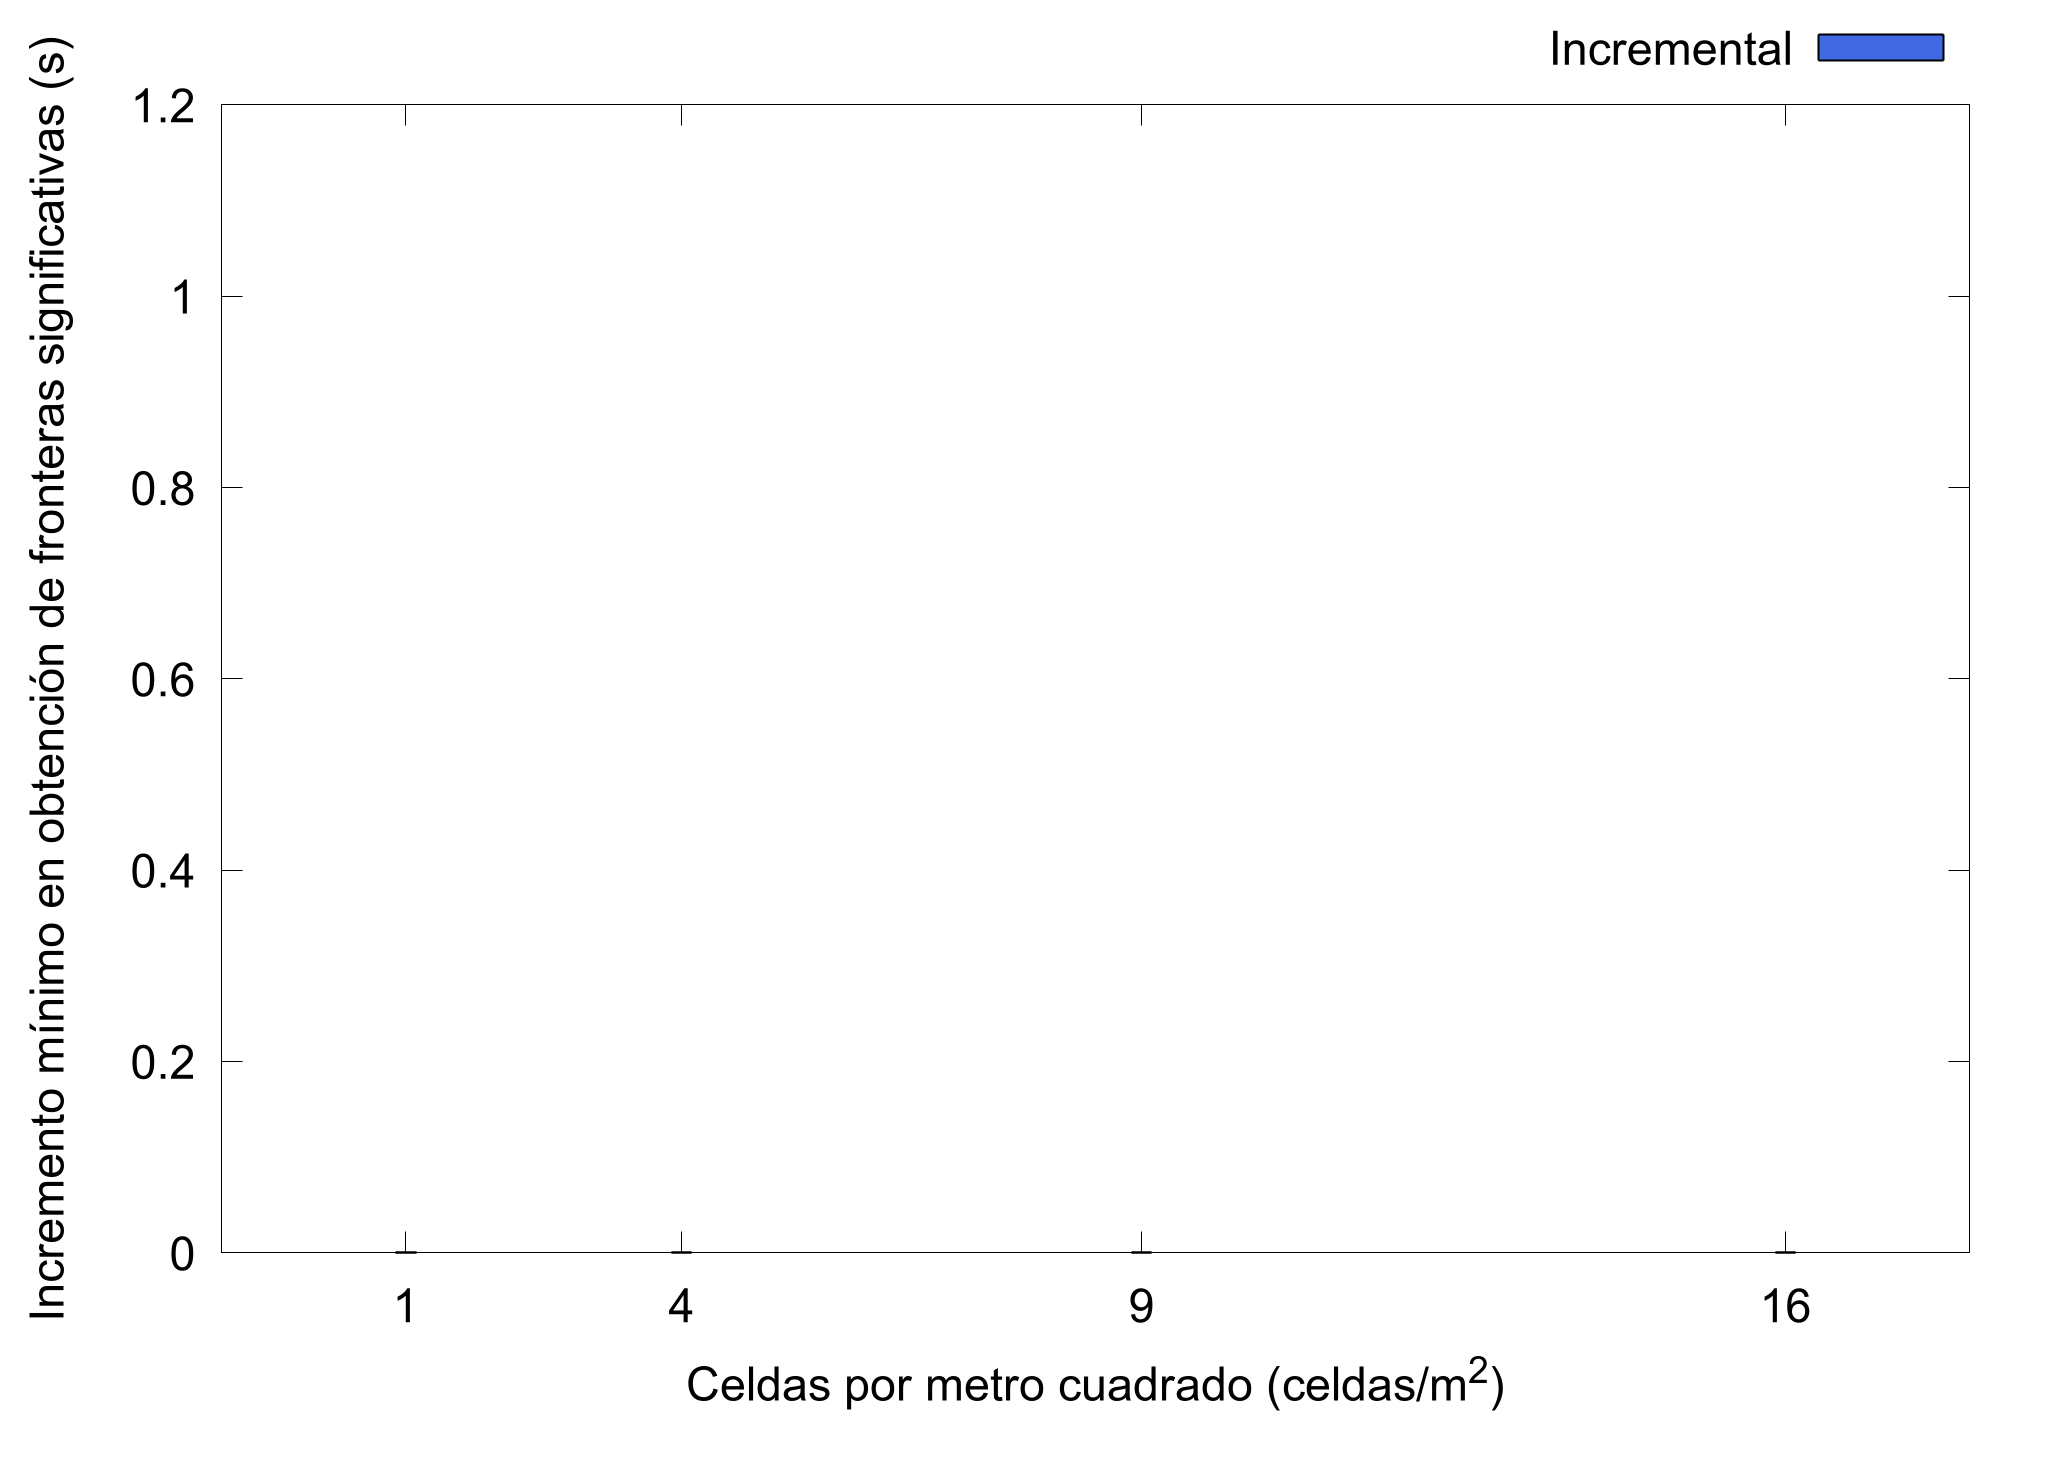 Incremental
Incremento mínimo en obtención de fronteras significativas (s)
1.2
1
0.8
0.6
0.4
0.2
0
1 4 9 16
Celdas por metro cuadrado (celdas/m²)